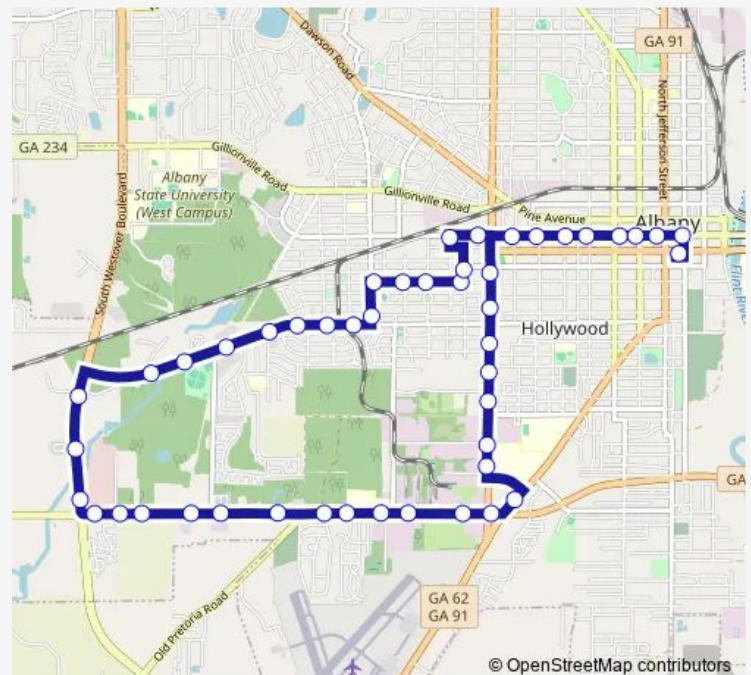 Dawson Road
GA 91
North Jefferson Street
GA 234
Gillionville Road
Albany
State University
(West Campus)
Gillionville Road
Pine Avenue
Albany
South Westover Boulevard
Flint River
Hollywood
GA
Old Pretoria Road
GA 62
GA 91
© OpenStreetMap contributors